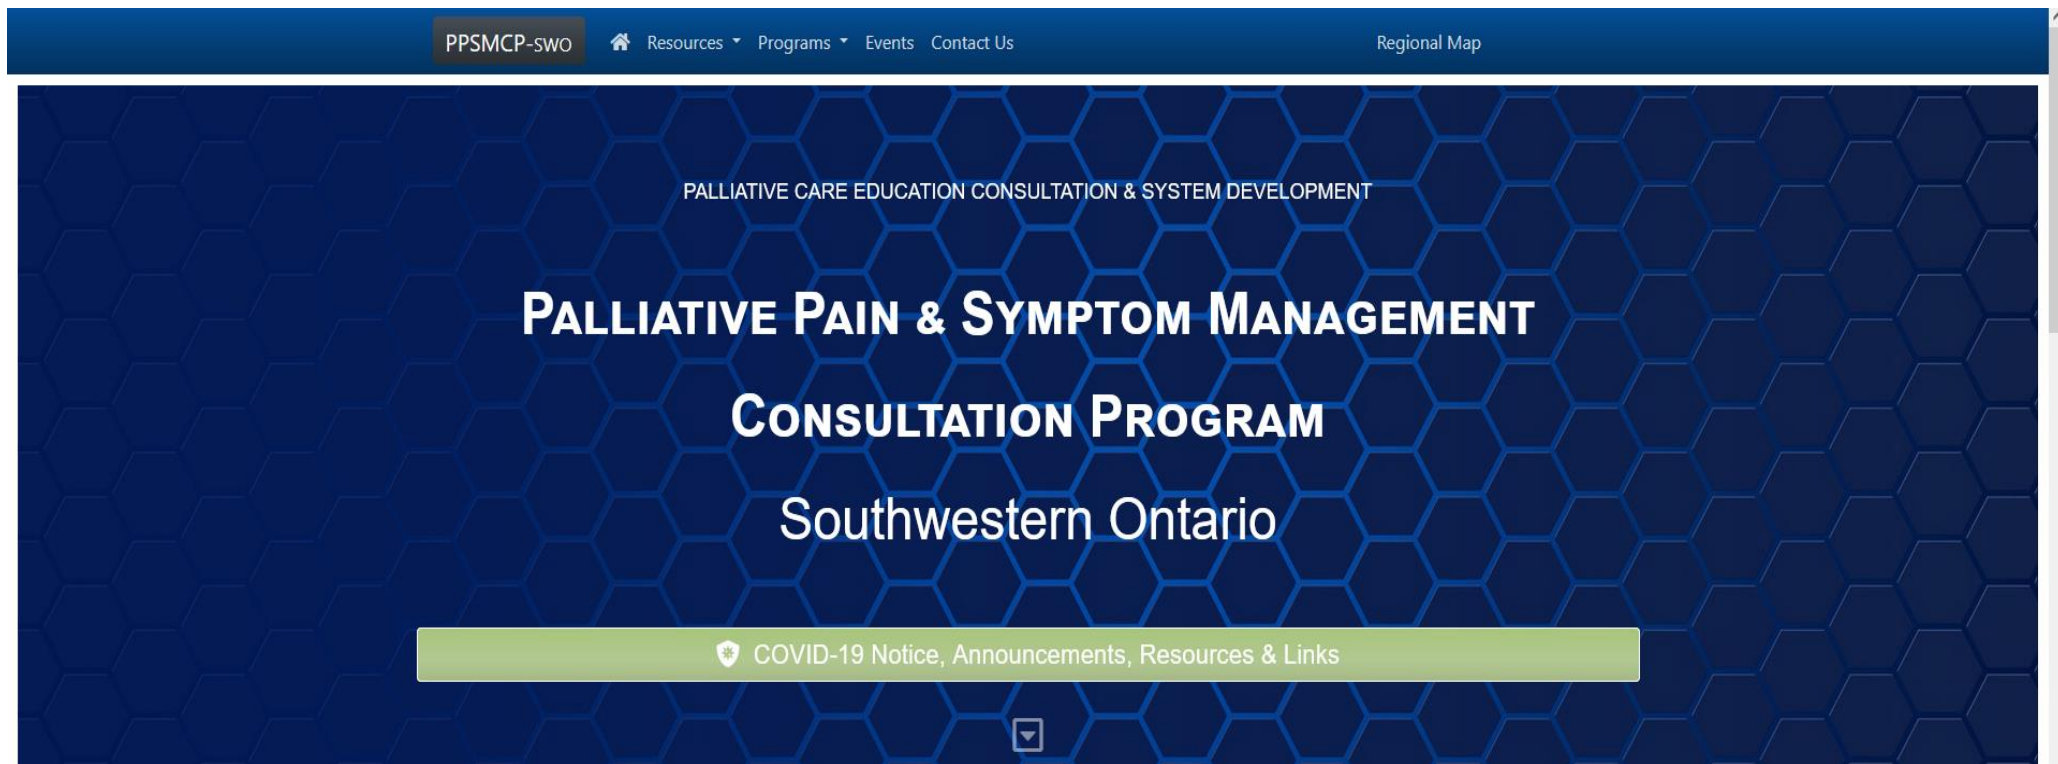 PPSMCP-SWO Resources Programs Events Contact Us Regional Map
PALLIATIVE CARE EDUCATION CONSULTATION & SYSTEM DEVELOPMENT
PALLIATIVE PAIN & SYMPTOM MANAGEMENT
CONSULTATION PROGRAM
Southwestern Ontario
COVID-19 Notice, Announcements, Resources & Links